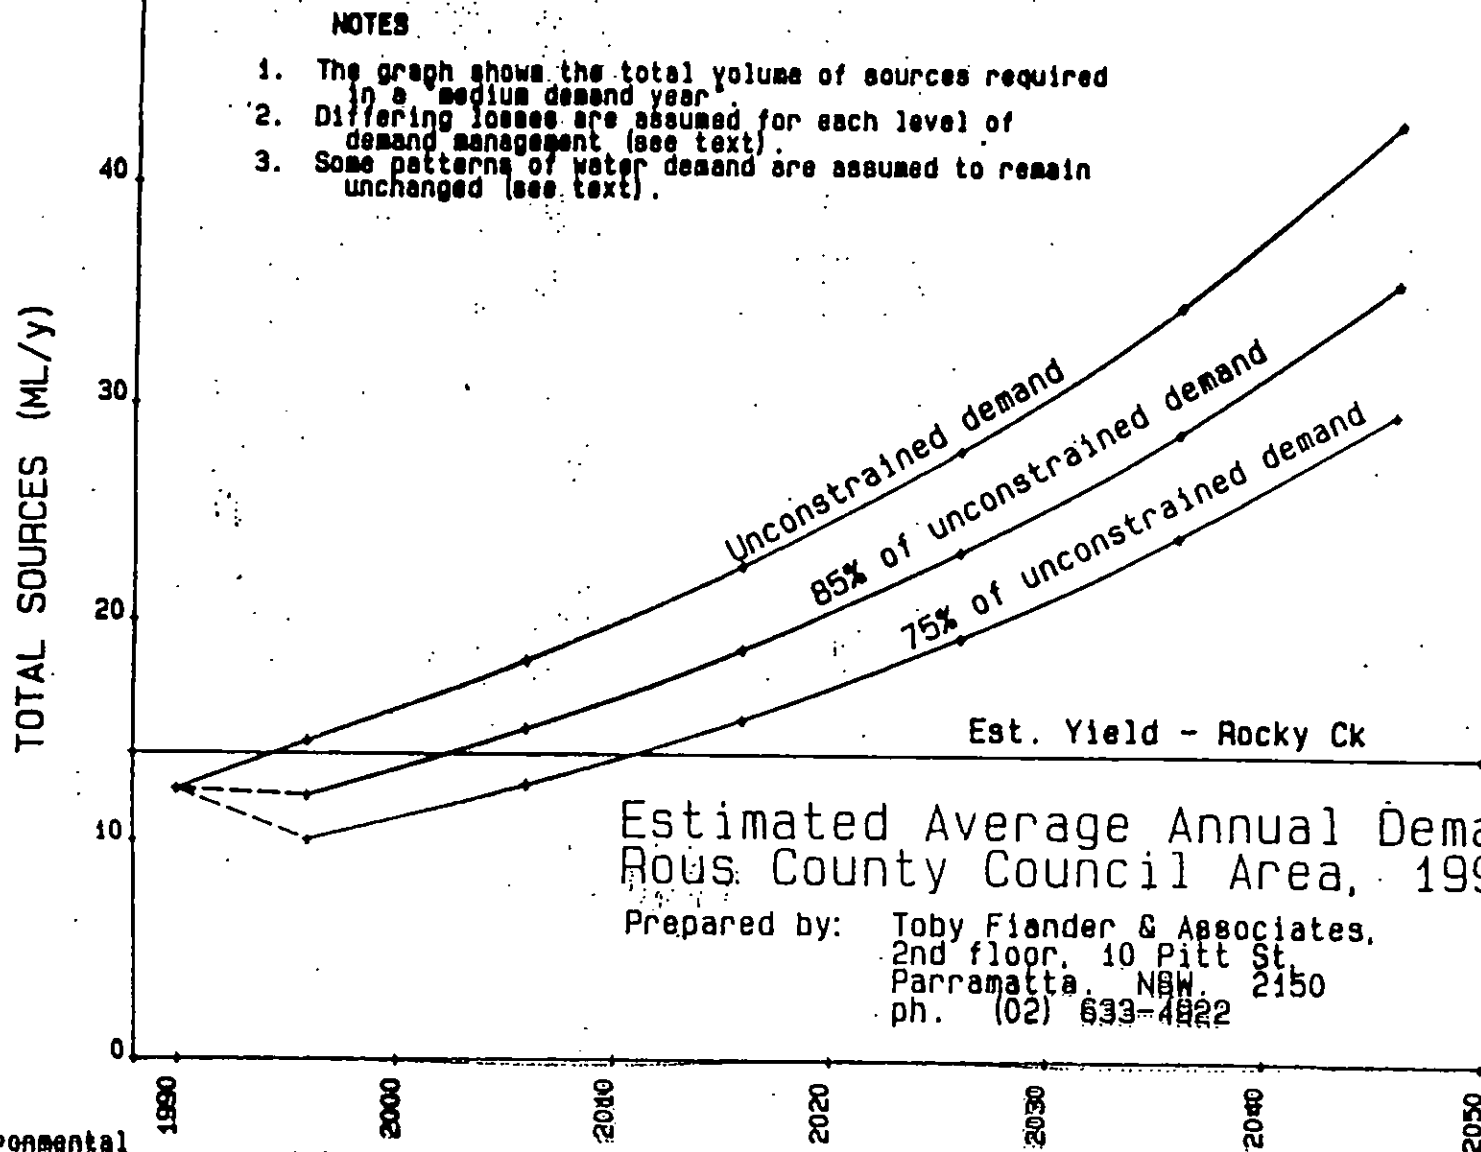 NOTES
1. The graph shows the total volume of sources required
in a "medium demand year".
2. Differing losses are assumed for each level of
demand management (see text).
3. Some patterns of water demand are assumed to remain
unchanged (see text).
TOTAL SOURCES (ML/y)
40
30
20
10
0
Unconstrained demand
85% of unconstrained demand
75% of unconstrained demand
Est. Yield - Rocky Ck
Estimated Average Annual Dema
Rous County Council Area, 199
Prepared by: Toby Fiander & Associates,
2nd floor, 10 Pitt St,
Parramatta. NSW. 2150
ph. (02)
1990
2000
2010
2020
2030
2040
2050
onmental